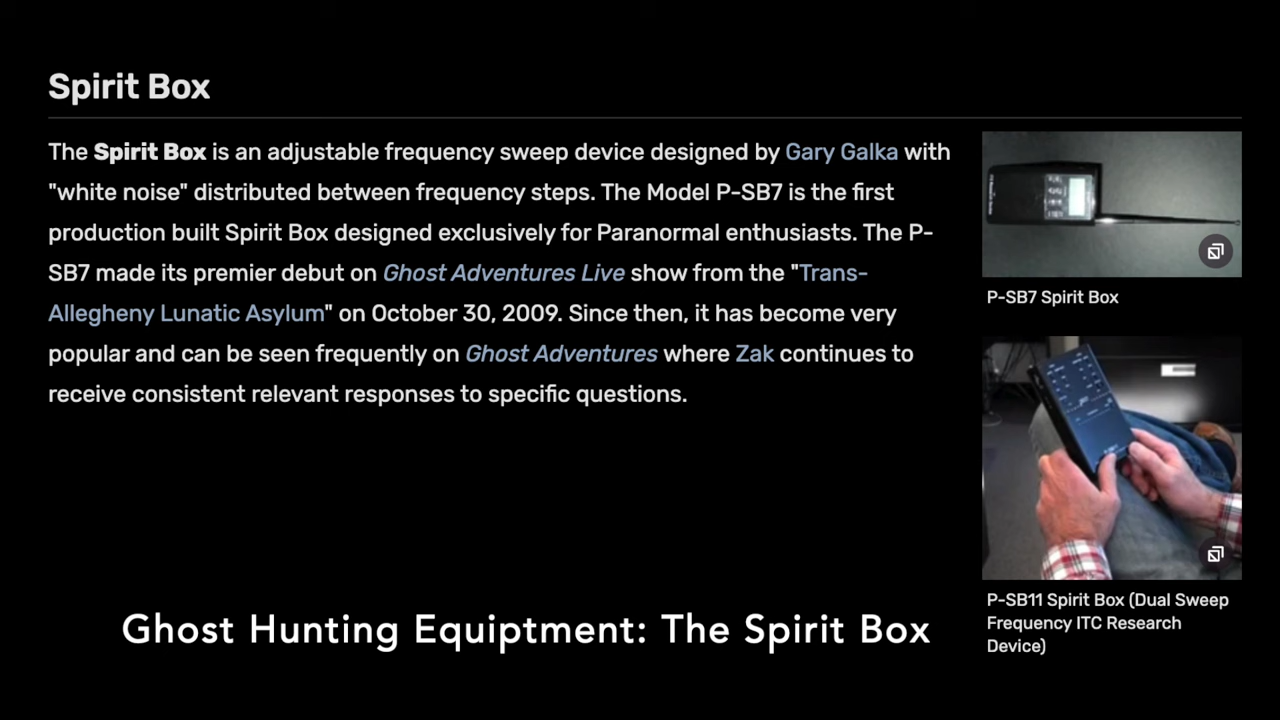 Spirit Box
The Spirit Box is an adjustable frequency sweep device designed by Gary Galka with
"white noise" distributed between frequency steps. The Model P-SB7 is the first
production built Spirit Box designed exclusively for Paranormal enthusiasts. The P-
SB7 made its premier debut on Ghost Adventures Live show from the "Trans-
Allegheny Lunatic Asylum" on October 30, 2009. Since then, it has become very
popular and can be seen frequently on Ghost Adventures where Zak continues to
receive consistent relevant responses to specific questions.
P-SB7 Spirit Box
P-SB11 Spirit Box (Dual Sweep
Frequency ITC Research
Device)
Ghost Hunting Equiptment: The Spirit Box